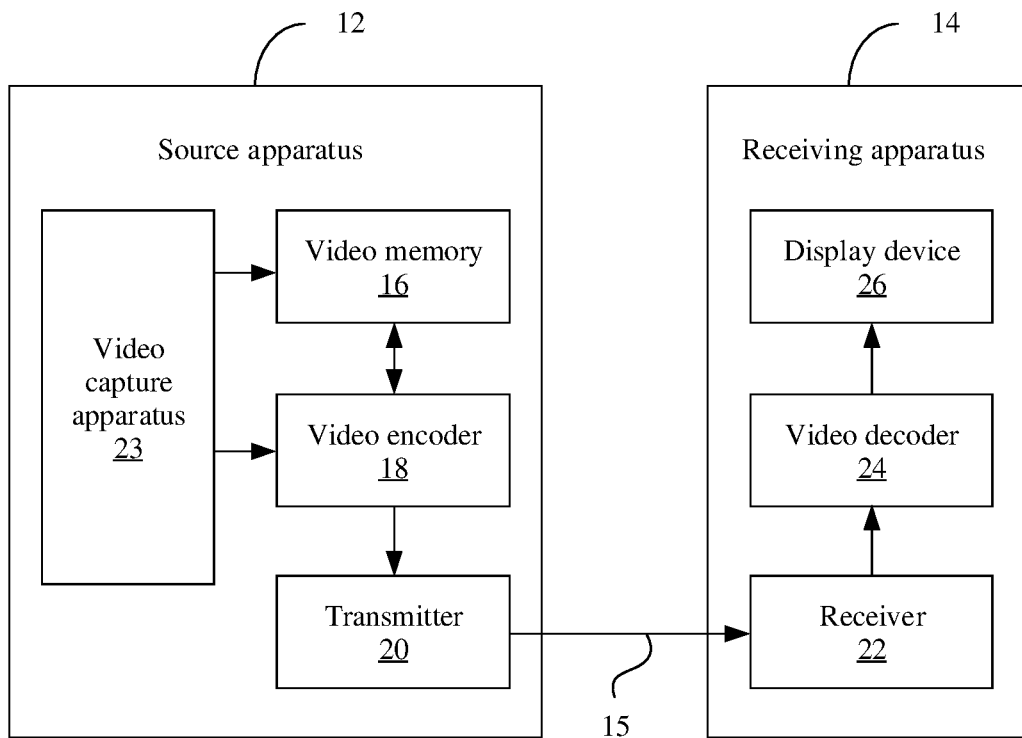 12
14
Source apparatus
Receiving apparatus
Video
capture
apparatus
23
Video memory
16
Video encoder
18
Transmitter
20
Display device
26
Video decoder
24
Receiver
22
15